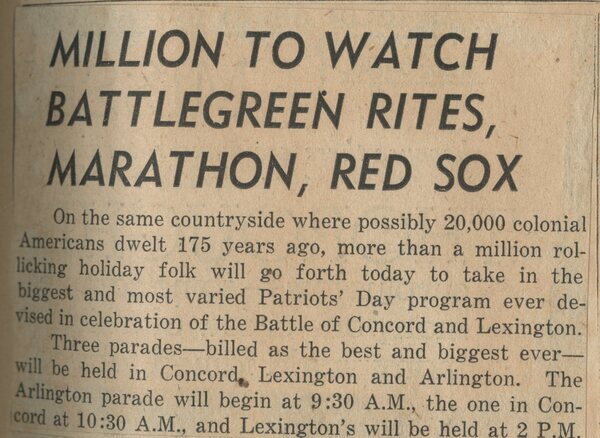 MILLION TO WATCH
BATTLEGREEN RITES,
MARATHON, RED SOX
On the same countryside where possibly 20,000 colonial
Americans dwelt 175 years ago, more than a million rol-
licking holiday folk will go forth today to take in the
biggest and most varied Patriots' Day program ever de-
vised in celebration of the Battle of Concord and Lexington.
Three parades—billed as the best and biggest ever—
will be held in Concord, Lexington and Arlington. The
Arlington parade will begin at 9:30 A.M., the one in Con-
cord at 10:30 A.M., and Lexington's will be held at 2 P.M.